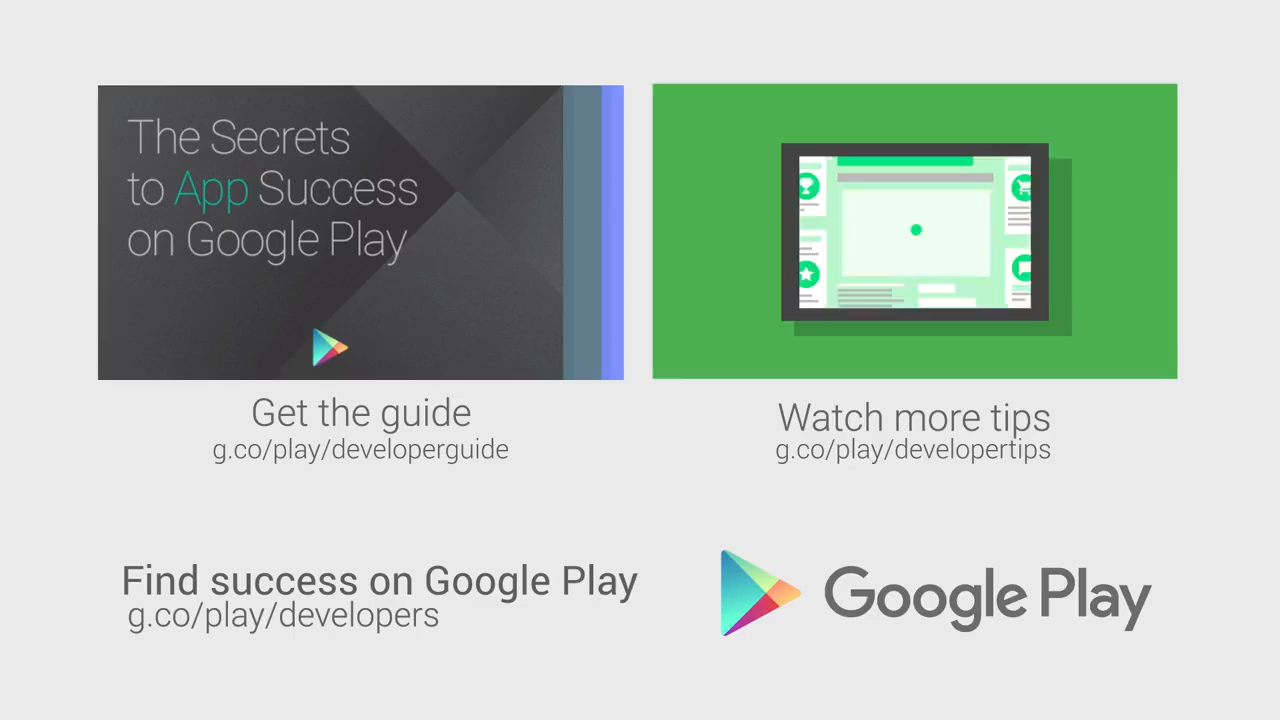 The Secrets
to App Success
on Google Play
Get the guide
g.co/play/developerguide
Watch more tips
g.co/play/developertips
Find success on Google Play
g.co/play/developers
Google Play